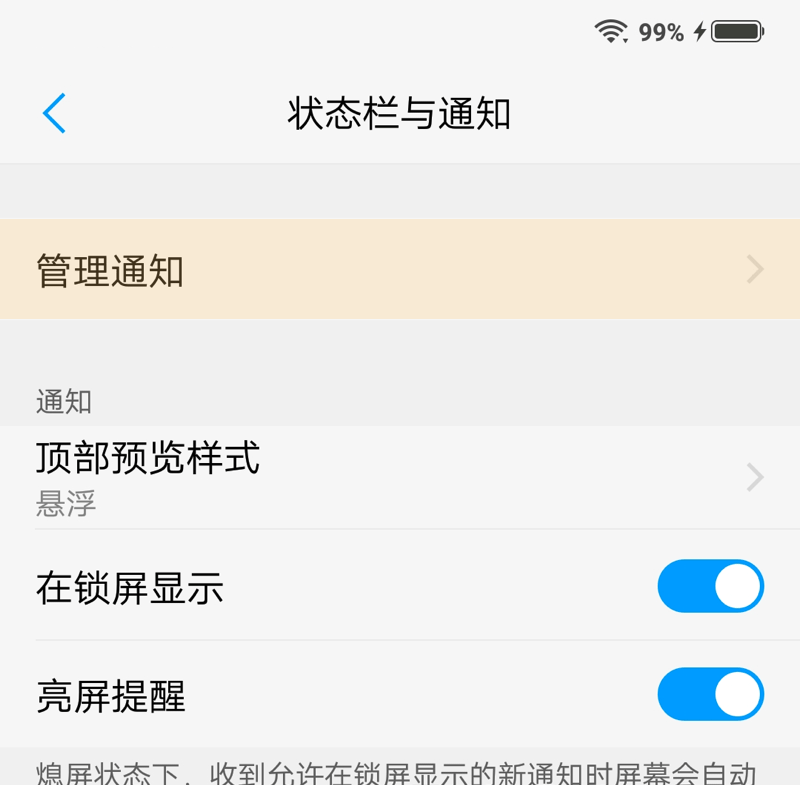 99%
状态栏与通知
管理通知
通知
顶部预览样式
悬浮
在锁屏显示
亮屏提醒
熄屏状态下，收到允许在锁屏显示的新通知时屏幕会自动